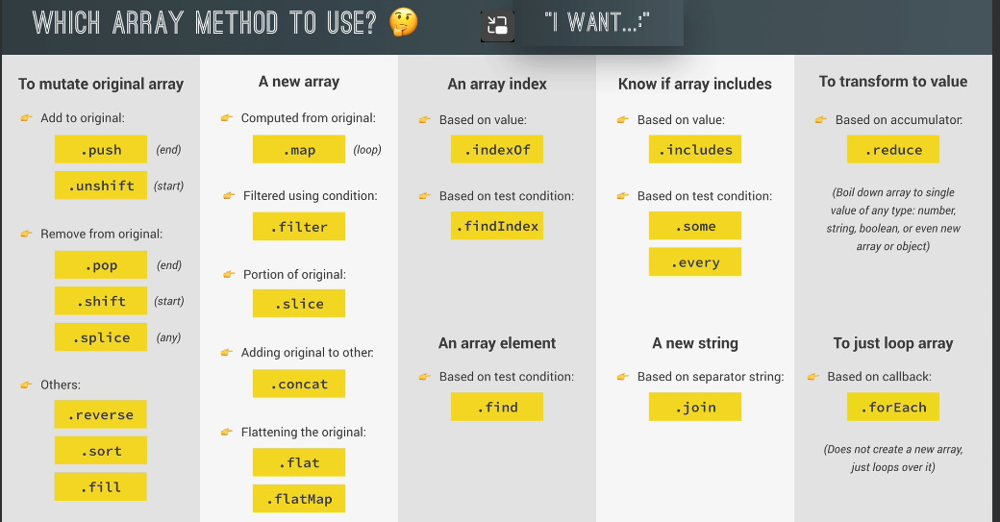 WHICH ARRAY METHOD TO USE? 🤔
"I WANT...:"
To mutate original array
👉 Add to original:
.push (end)
.unshift (start)
👉 Remove from original:
.pop (end)
.shift (start)
.splice (any)
👉 Others:
.reverse
.sort
.fill
A new array
👉 Computed from original:
.map (loop)
👉 Filtered using condition:
.filter
👉 Portion of original:
.slice
👉 Adding original to other:
.concat
👉 Flattening the original:
.flat
.flatMap
An array index
👉 Based on value:
.indexOf
👉 Based on test condition:
.findIndex
An array element
👉 Based on test condition:
.find
Know if array includes
👉 Based on value:
.includes
👉 Based on test condition:
.some
.every
A new string
👉 Based on separator string:
.join
To transform to value
👉 Based on accumulator:
.reduce
(Boil down array to single
value of any type: number,
string, boolean, or even new
array or object)
To just loop array
👉 Based on callback:
.forEach
(Does not create a new array,
just loops over it)